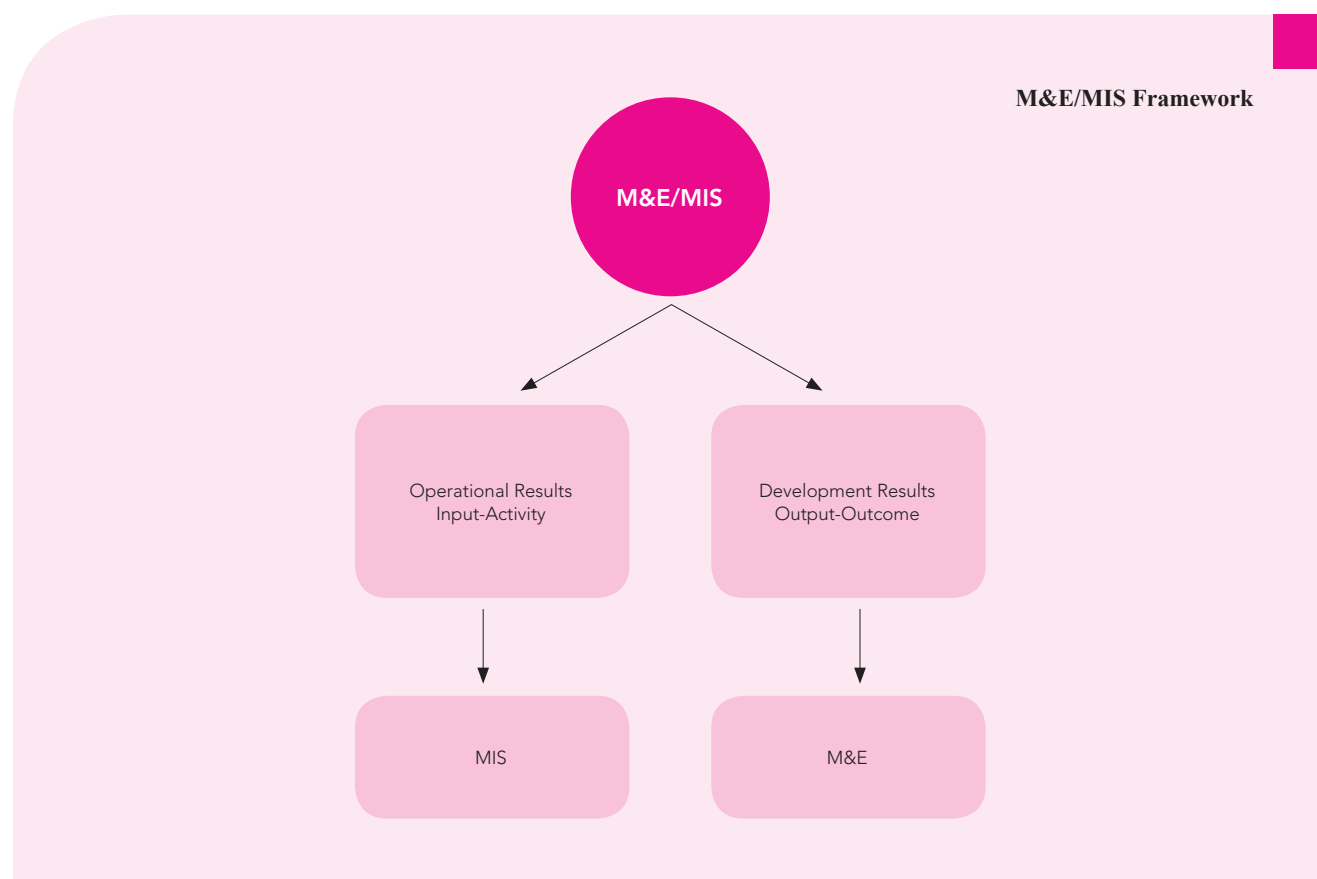 M&E/MIS Framework
M&E/MIS
Operational Results
Input-Activity
Development Results
Output-Outcome
MIS
M&E